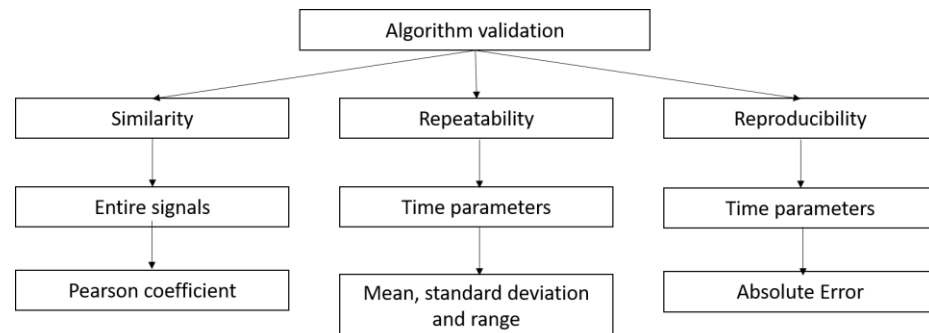 Algorithm validation
Similarity
Repeatability
Reproducibility
Entire signals
Time parameters
Time parameters
Pearson coefficient
Mean, standard deviation
and range
Absolute Error